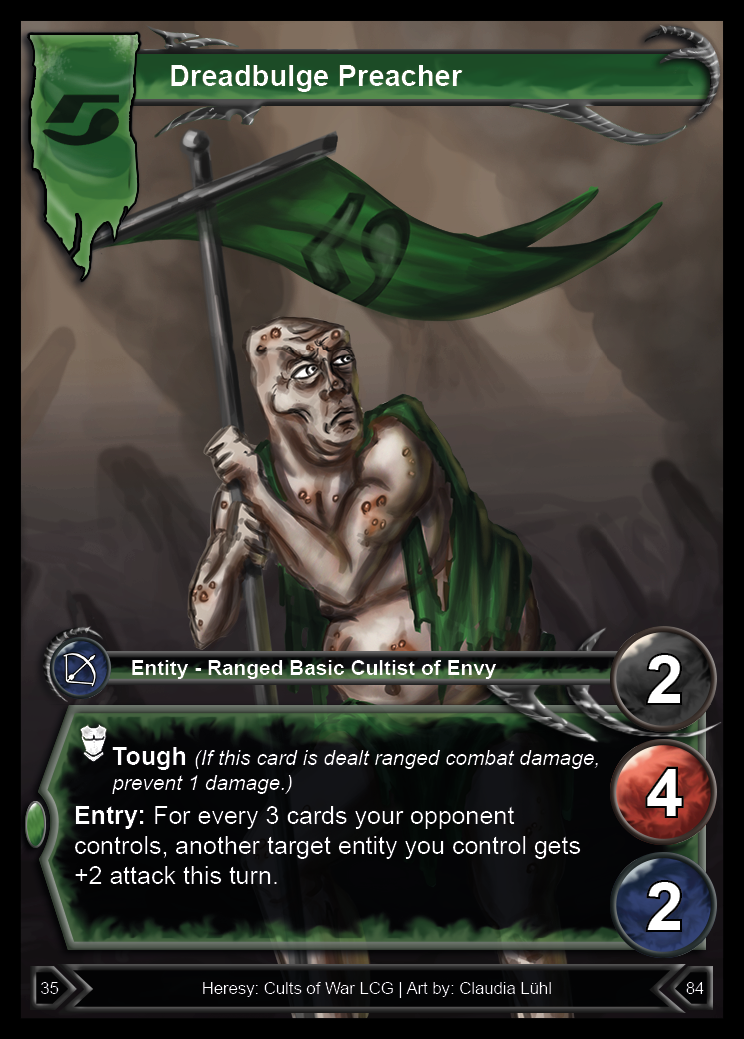 Dreadbulge Preacher
Entity - Ranged Basic Cultist of Envy
2
Tough (If this card is dealt ranged combat damage,
prevent 1 damage.)
4
Entry: For every 3 cards your opponent
controls, another target entity you control gets
+2 attack this turn.
2
35
Heresy: Cults of War LCG | Art by: Claudia Lühl
84